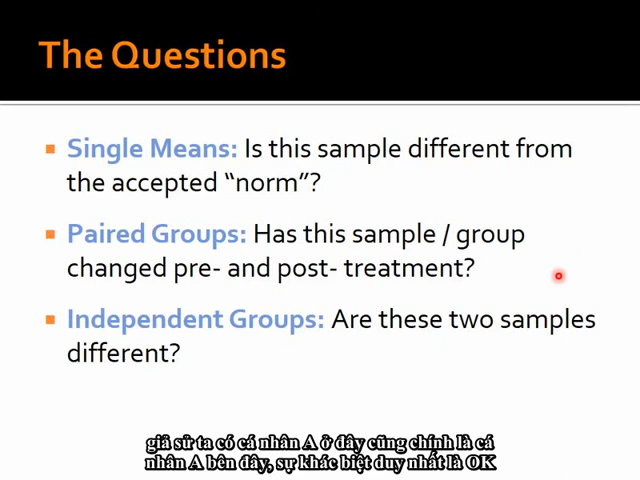 The Questions
Single Means: Is this sample different from
the accepted “norm”?
Paired Groups: Has this sample / group
changed pre- and post- treatment?
Independent Groups: Are these two samples
different?
giả sử ta có cá nhân A ở đây cũng chính là cá
nhân A bên đây, sự khác biệt duy nhất là OK